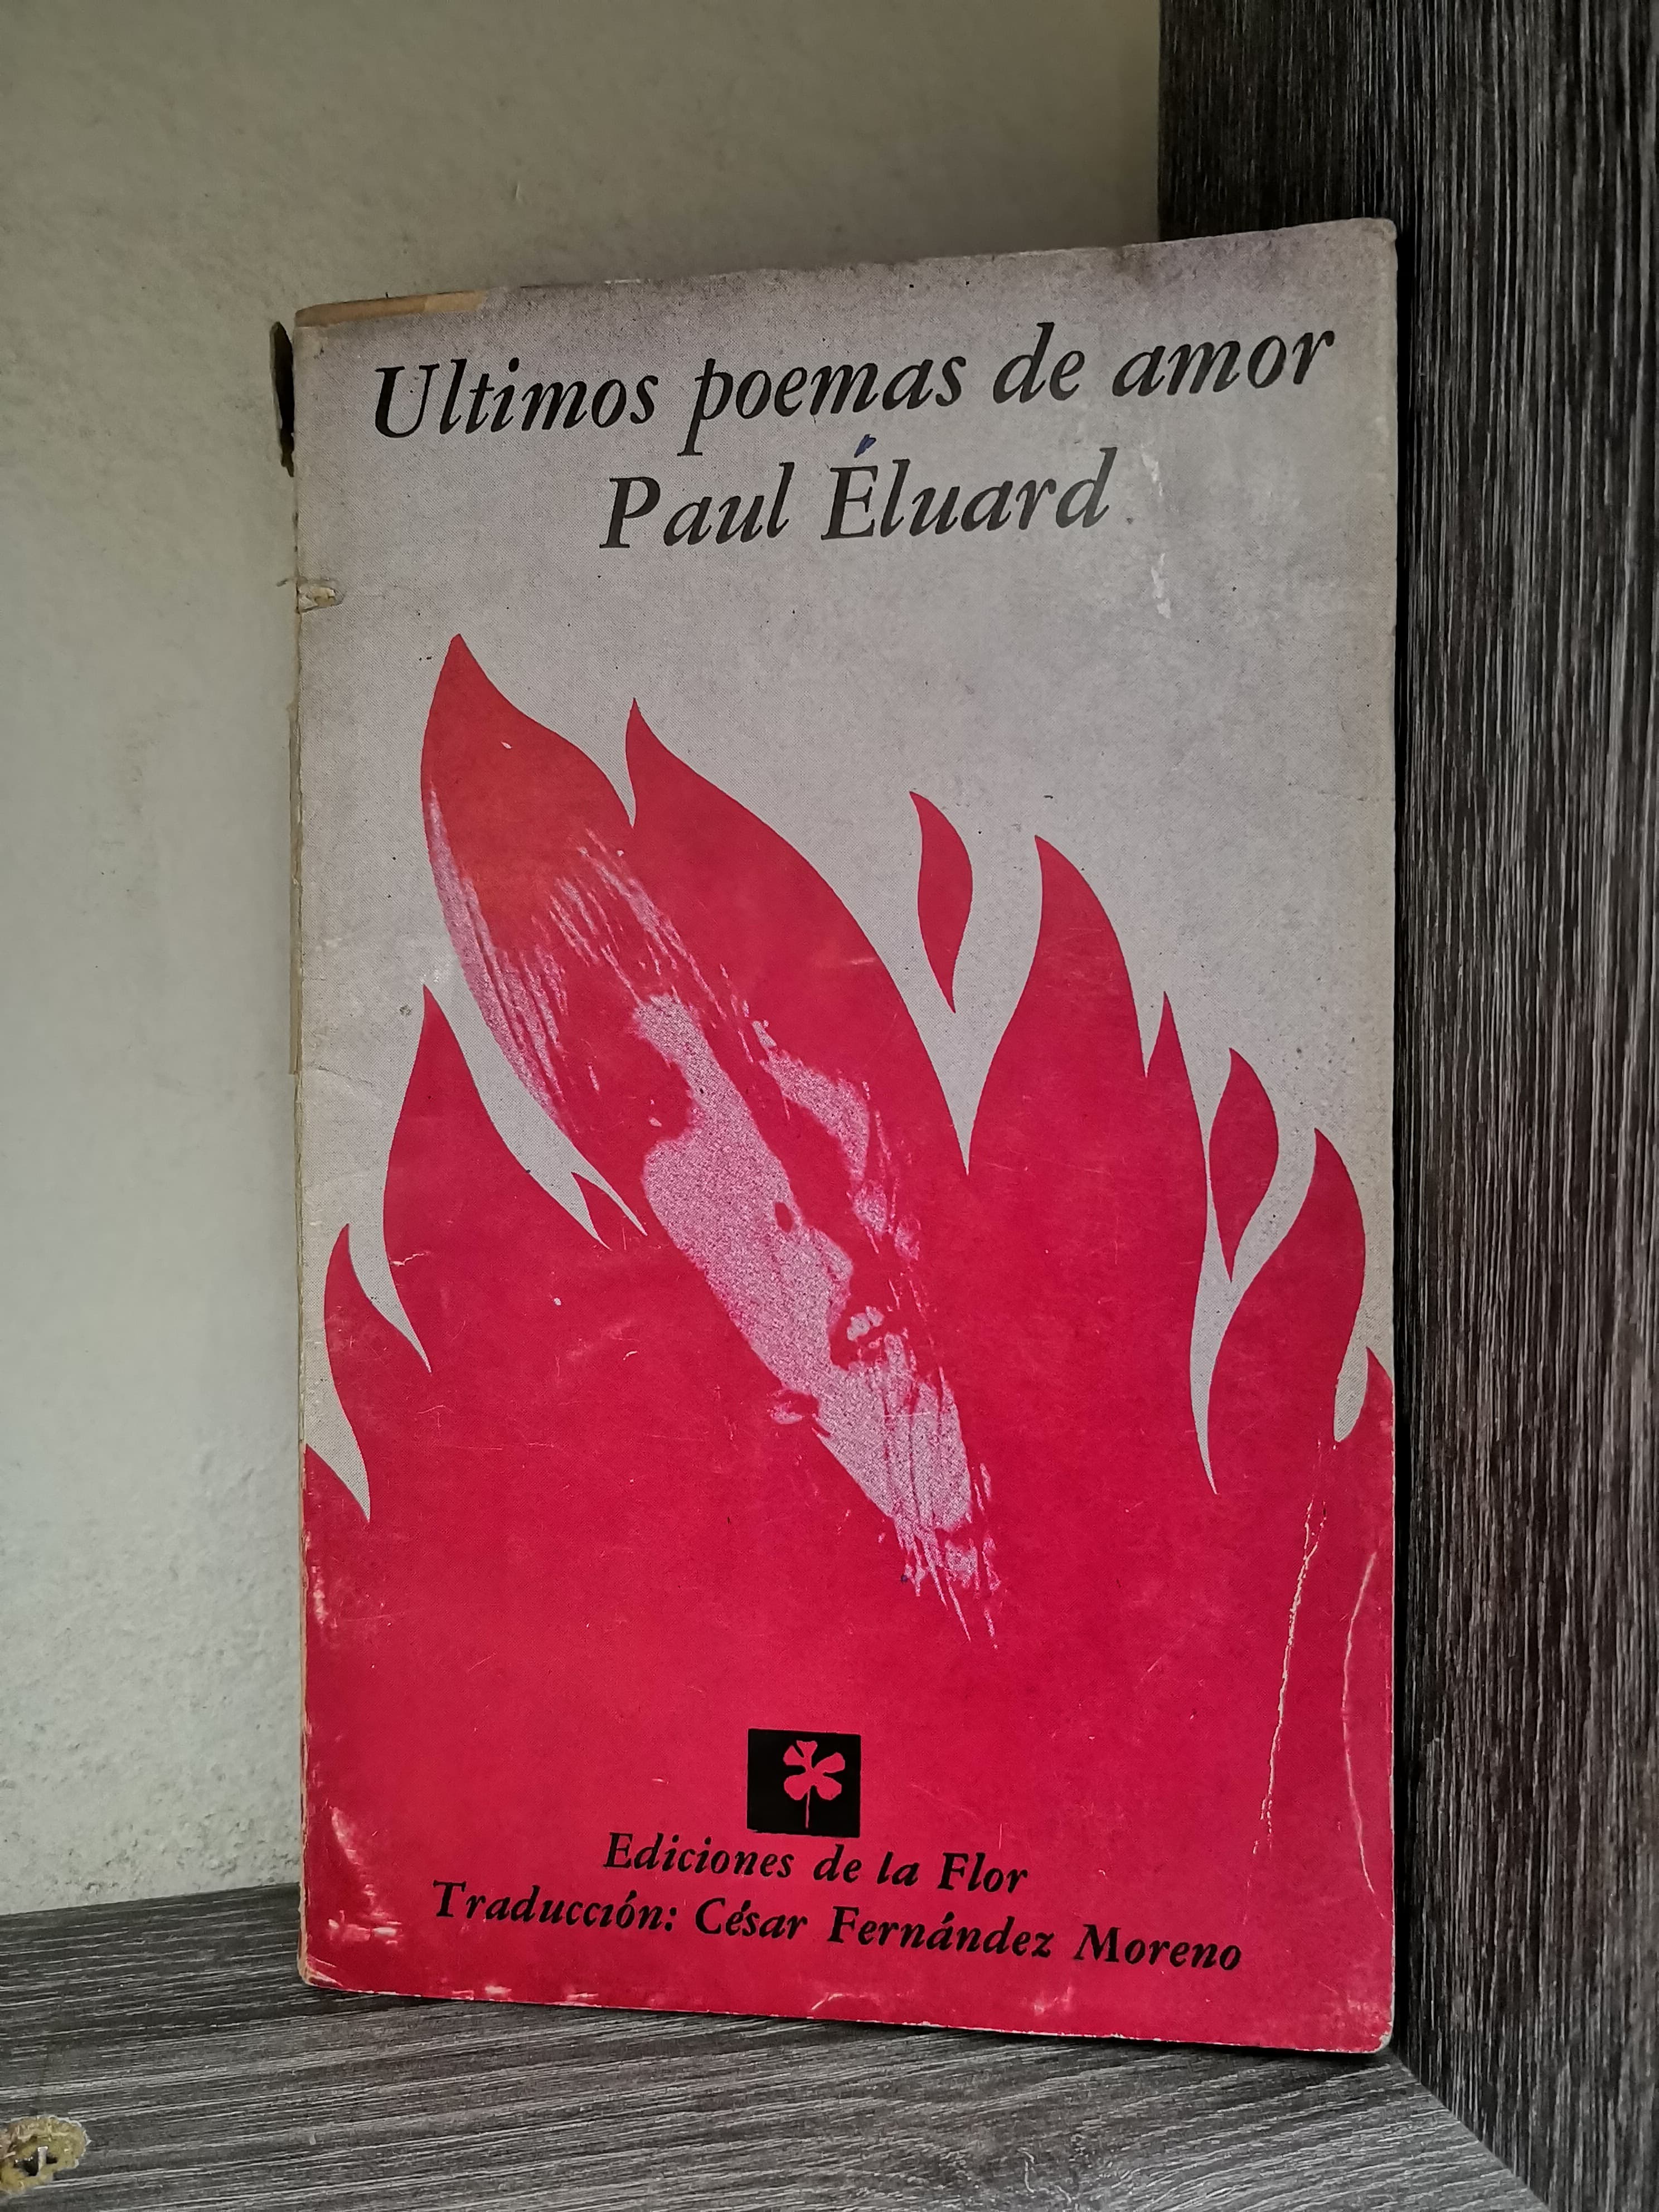 Ultimos poemas de amor
Paul Éluard
Ediciones de la Flor
Traducción: César Fernández Moreno